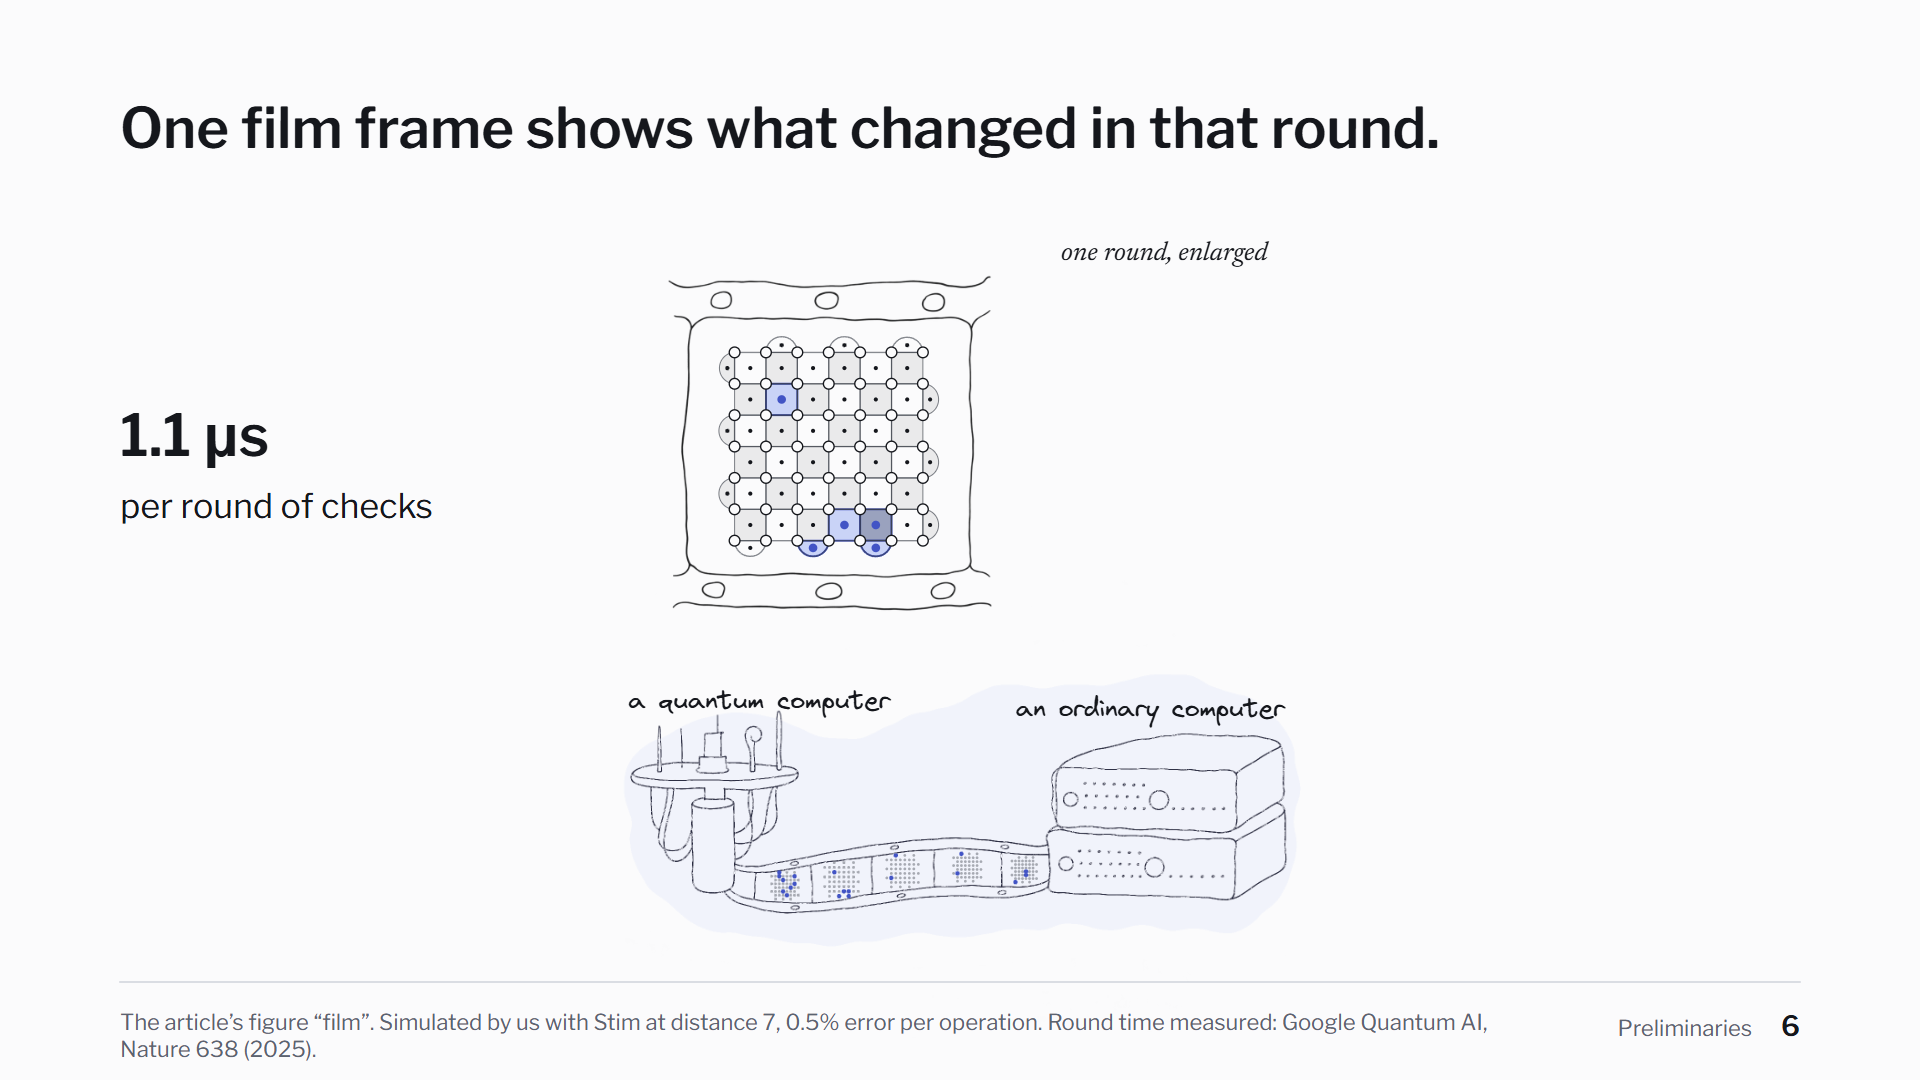 One film frame shows what changed in that round.
one round, enlarged
1.1 µs
per round of checks
a quantum computer
an ordinary computer
The article’s figure “film”. Simulated by us with Stim at distance 7, 0.5% error per operation. Round time measured: Google Quantum AI,
Nature 638 (2025).
Preliminaries 6